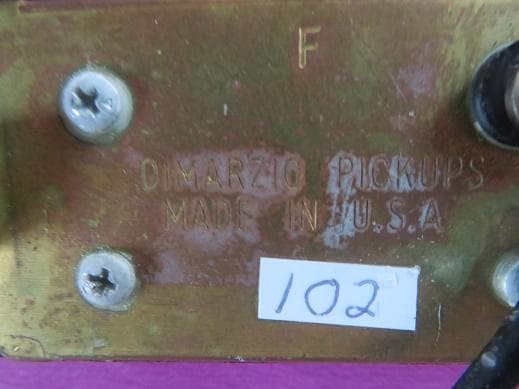 F
DIMARZIO PICKUPS
MADE IN U.S.A
102